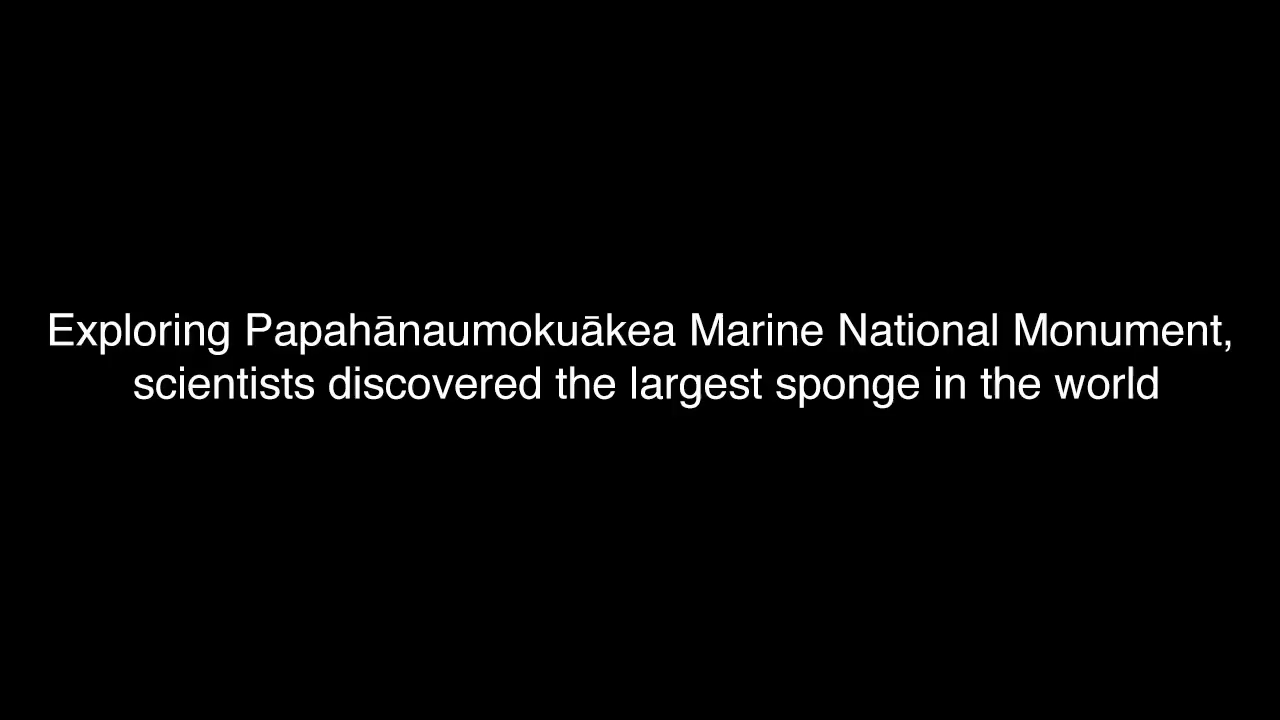 Exploring Papahānaumokuākea Marine National Monument,
scientists discovered the largest sponge in the world